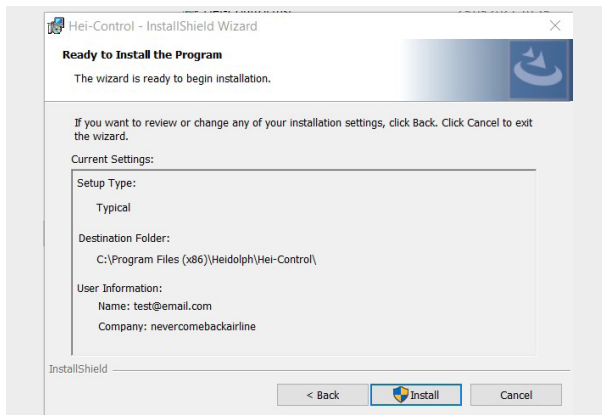 Hei-Control - InstallShield Wizard
Ready to Install the Program
The wizard is ready to begin installation.
If you want to review or change any of your installation settings, click Back. Click Cancel to exit
the wizard.
Current Settings:
Setup Type:
Typical
Destination Folder:
C:\Program Files (x86)\Heidolph\Hei-Control\
User Information:
Name: test@email.com
Company: nevercomebackairline
InstallShield
< Back
Install
Cancel